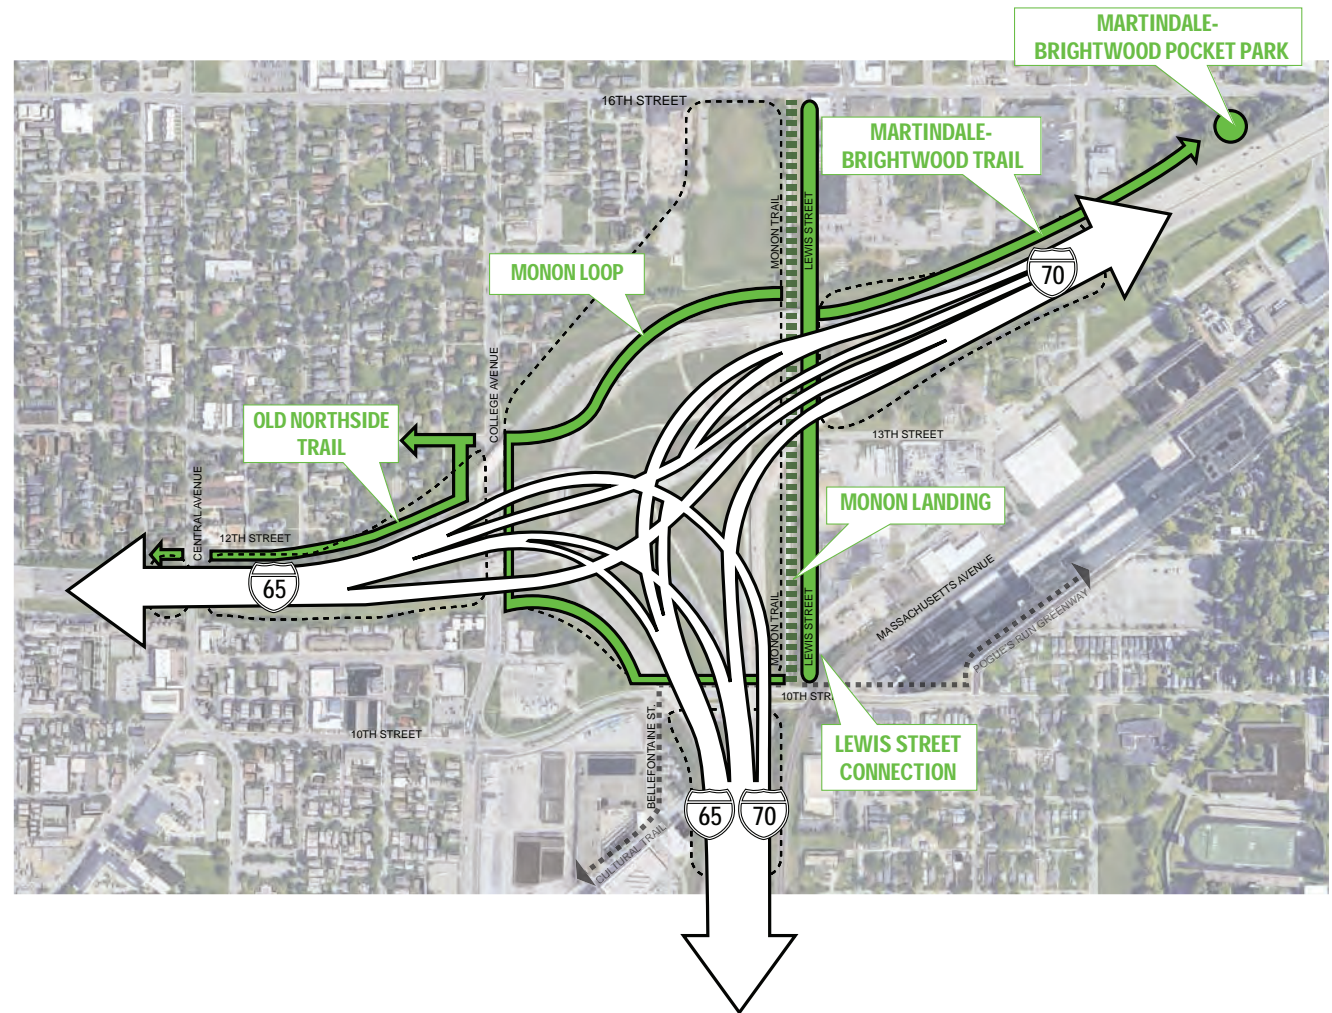 MARTINDALE-
BRIGHTWOOD POCKET PARK
16TH STREET
MARTINDALE-
BRIGHTWOOD TRAIL
MONON TRAIL
LEWIS STREET
MONON LOOP
70
COLLEGE AVENUE
OLD NORTHSIDE
TRAIL
13TH STREET
MONON LANDING
CENTRAL AVENUE
12TH STREET
65
MASSACHUSETTS AVENUE
POGUE'S RUN GREENWAY
MONON TRAIL
LEWIS STREET
10TH STR
BELLEFONTAINE ST.
10TH STREET
LEWIS STREET
CONNECTION
65
70
CULTURAL TRAIL